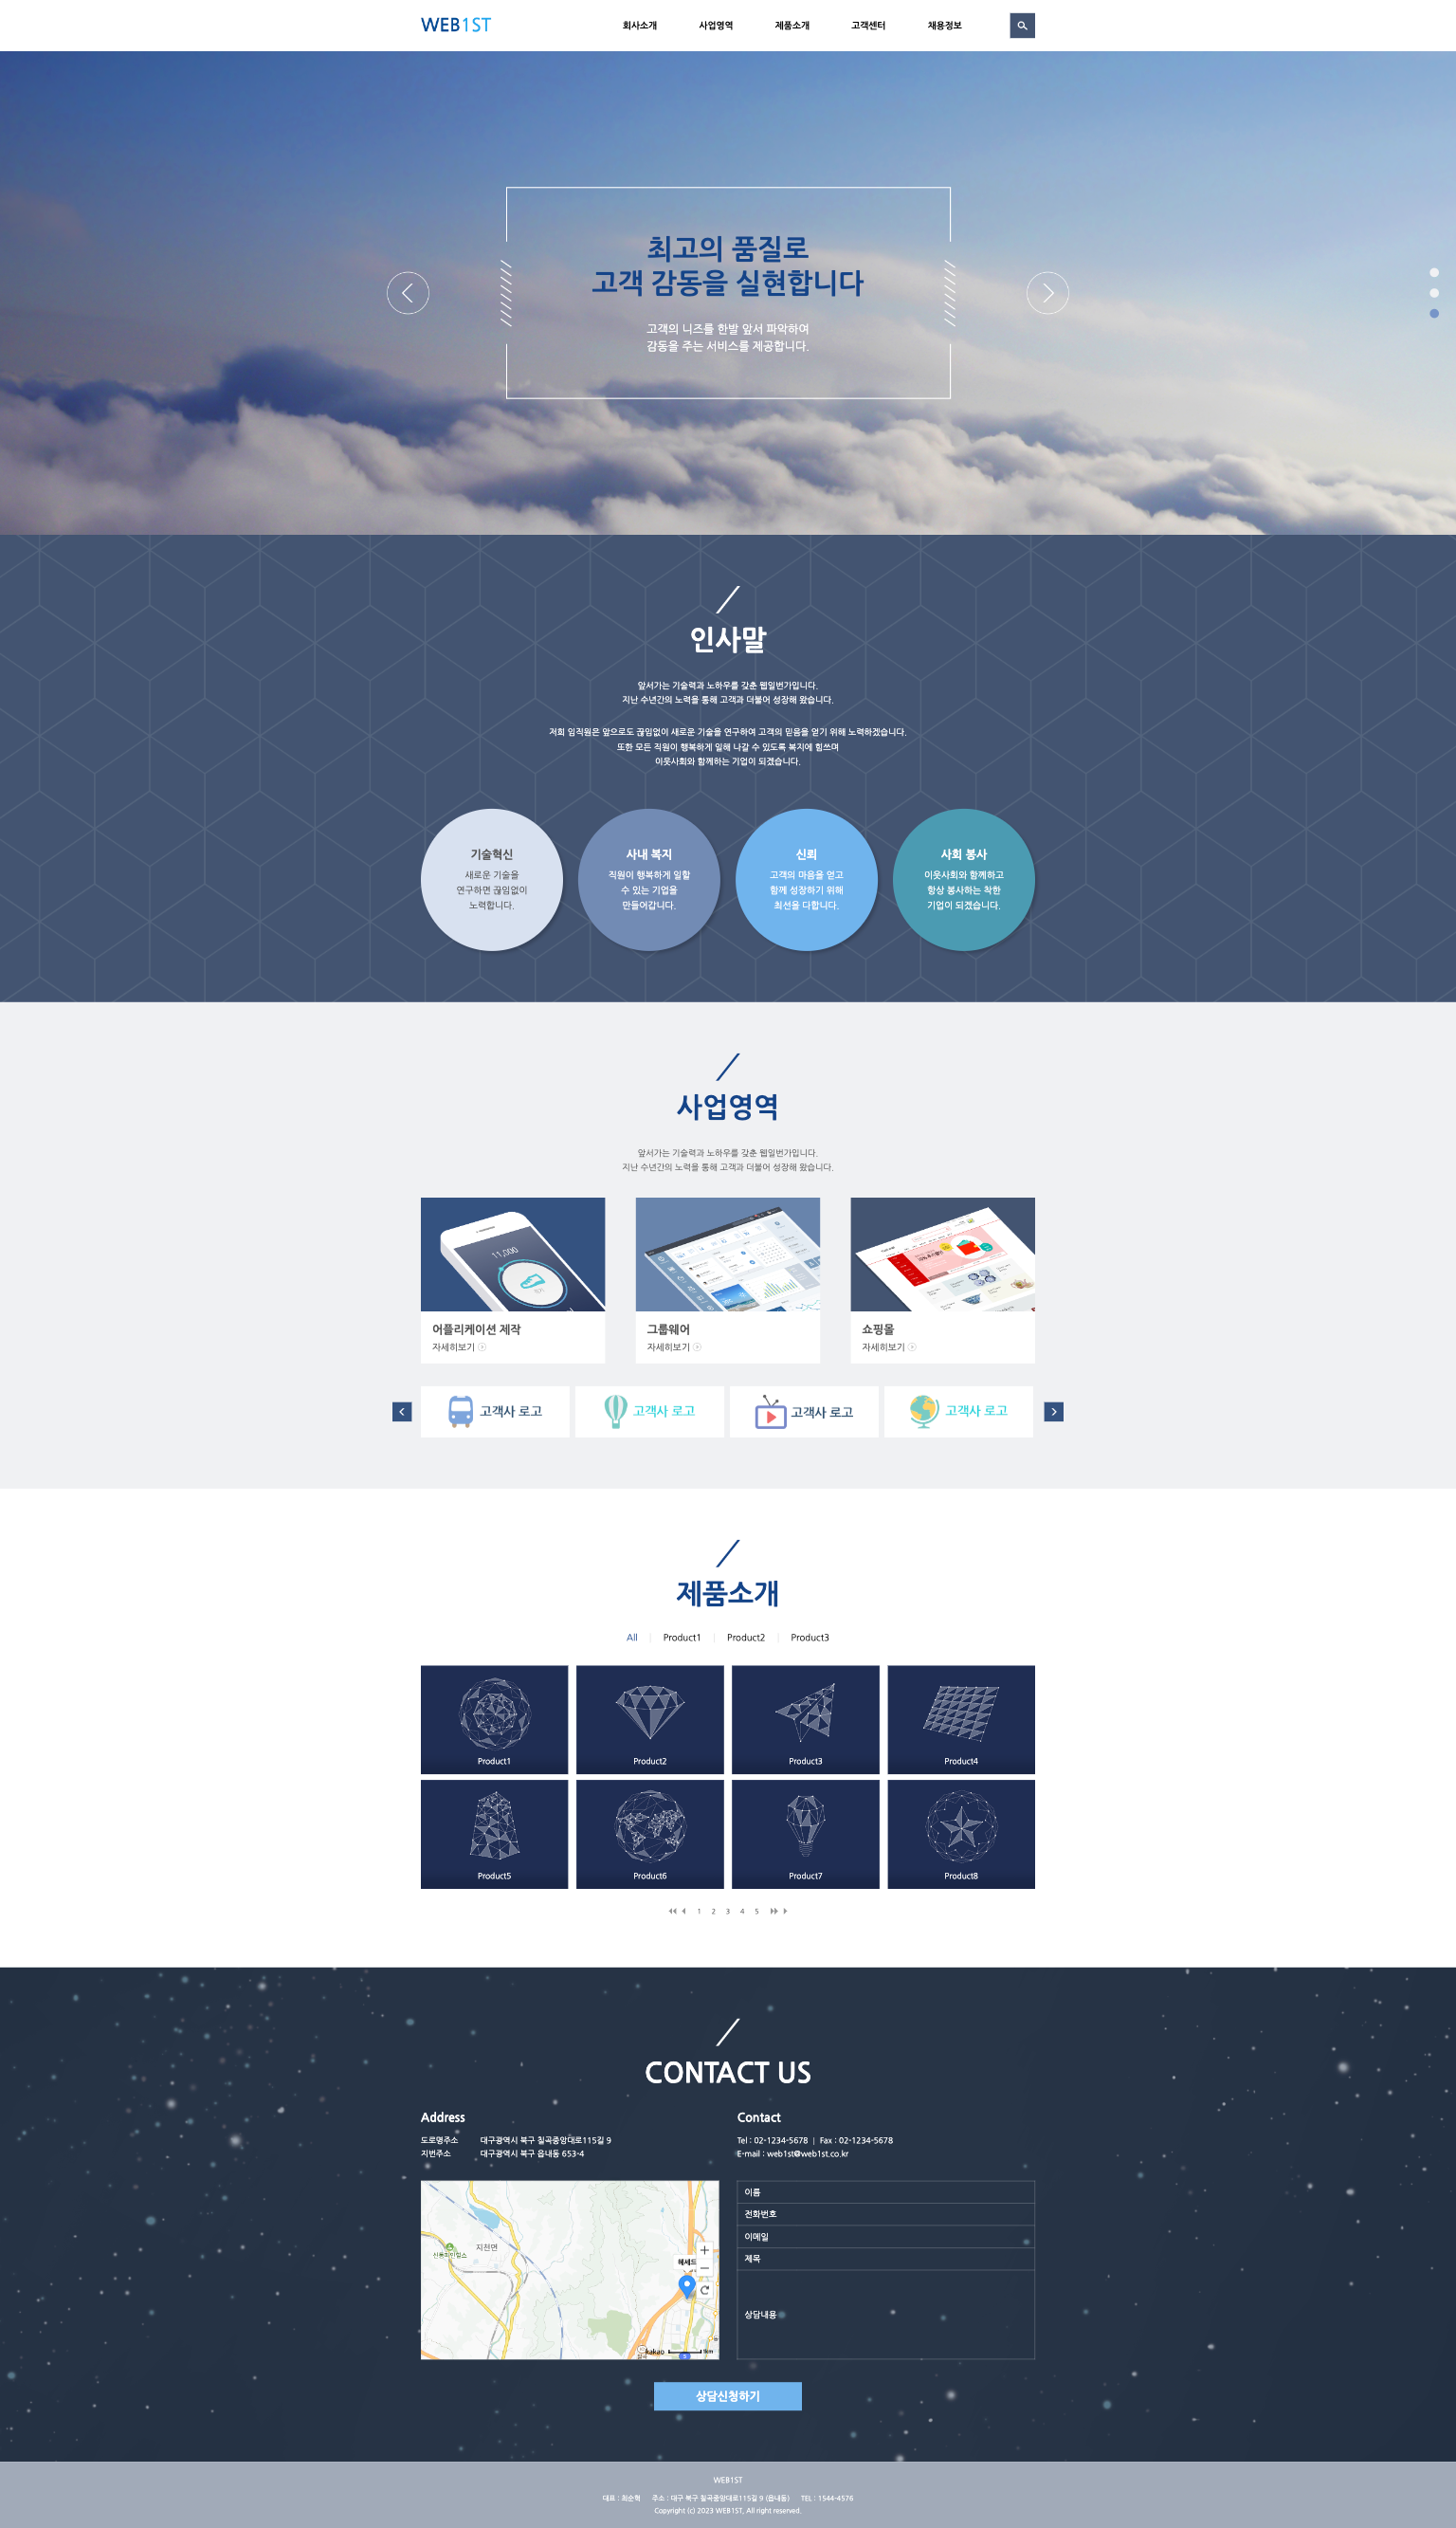 WEB1ST
회사소개 사업영역 제품소개 고객센터 채용정보
최고의 품질로
고객 감동을 실현합니다
고객의 니즈를 한발 앞서 파악하여
감동을 주는 서비스를 제공합니다.
인사말
앞서가는 기술력과 노하우를 갖춘 웹일번가입니다.
지난 수년간의 노력을 통해 고객과 더불어 성장해 왔습니다.
저희 임직원은 앞으로도 끊임없이 새로운 기술을 연구하여 고객의 믿음을 얻기 위해 노력하겠습니다.
또한 모든 직원이 행복하게 일해 나갈 수 있도록 복지에 힘쓰며
이웃사회와 함께하는 기업이 되겠습니다.
기술혁신
새로운 기술을
연구하면 끊임없이
노력합니다.
사내 복지
직원이 행복하게 일할
수 있는 기업을
만들어갑니다.
신뢰
고객의 마음을 얻고
함께 성장하기 위해
최선을 다합니다.
사회 봉사
이웃사회와 함께하고
항상 봉사하는 착한
기업이 되겠습니다.
사업영역
앞서가는 기술력과 노하우를 갖춘 웹일번가입니다.
지난 수년간의 노력을 통해 고객과 더불어 성장해 왔습니다.
11,000
어플리케이션 제작
자세히보기
그룹웨어
자세히보기
쇼핑몰
자세히보기
고객사 로고
고객사 로고
고객사 로고
고객사 로고
제품소개
All Product1 Product2 Product3
Product1
Product2
Product3
Product4
Product5
Product6
Product7
Product8
1 2 3 4 5
CONTACT US
Address
도로명주소 대구광역시 북구 칠곡중앙대로115길 9
지번주소 대구광역시 북구 읍내동 653-4
Contact
Tel : 02-1234-5678 | Fax : 02-1234-5678
E-mail : web1st@web1st.co.kr
지천면
kakao
이름
전화번호
이메일
제목
상담내용
상담신청하기
WEB1ST
대표 : 최순혁 주소 : 대구 북구 칠곡중앙대로115길 9 (읍내동) TEL : 1544-4576
Copyright (c) 2023 WEB1ST, All right reserved.